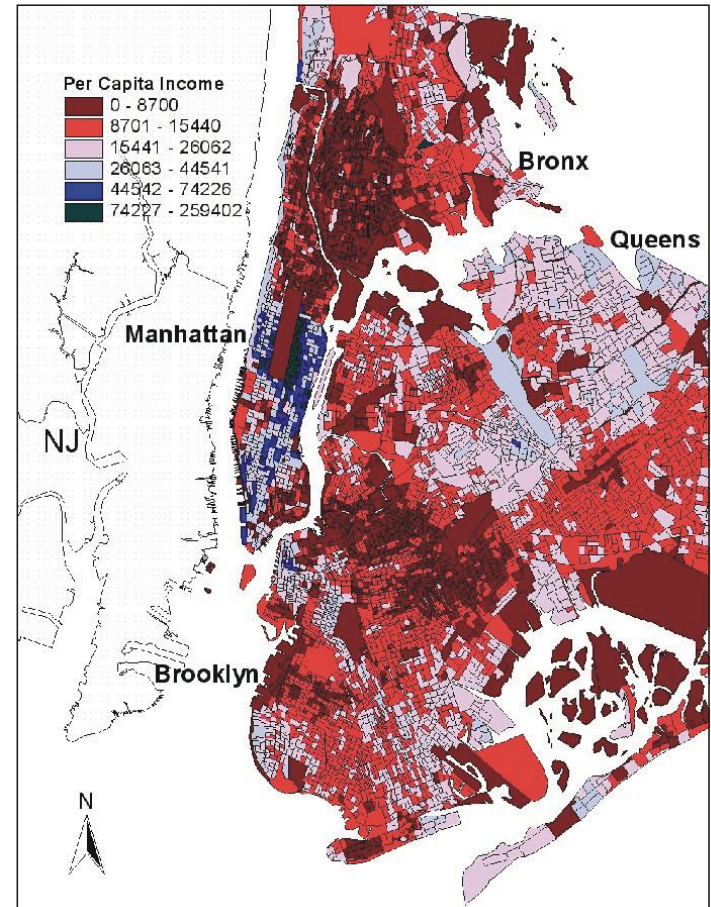 Per Capita Income
0 - 8700
8701 - 15440
15441 - 26062
26063 - 44541
44542 - 74226
74227 - 259402
Bronx
Queens
Manhattan
NJ
Brooklyn
N